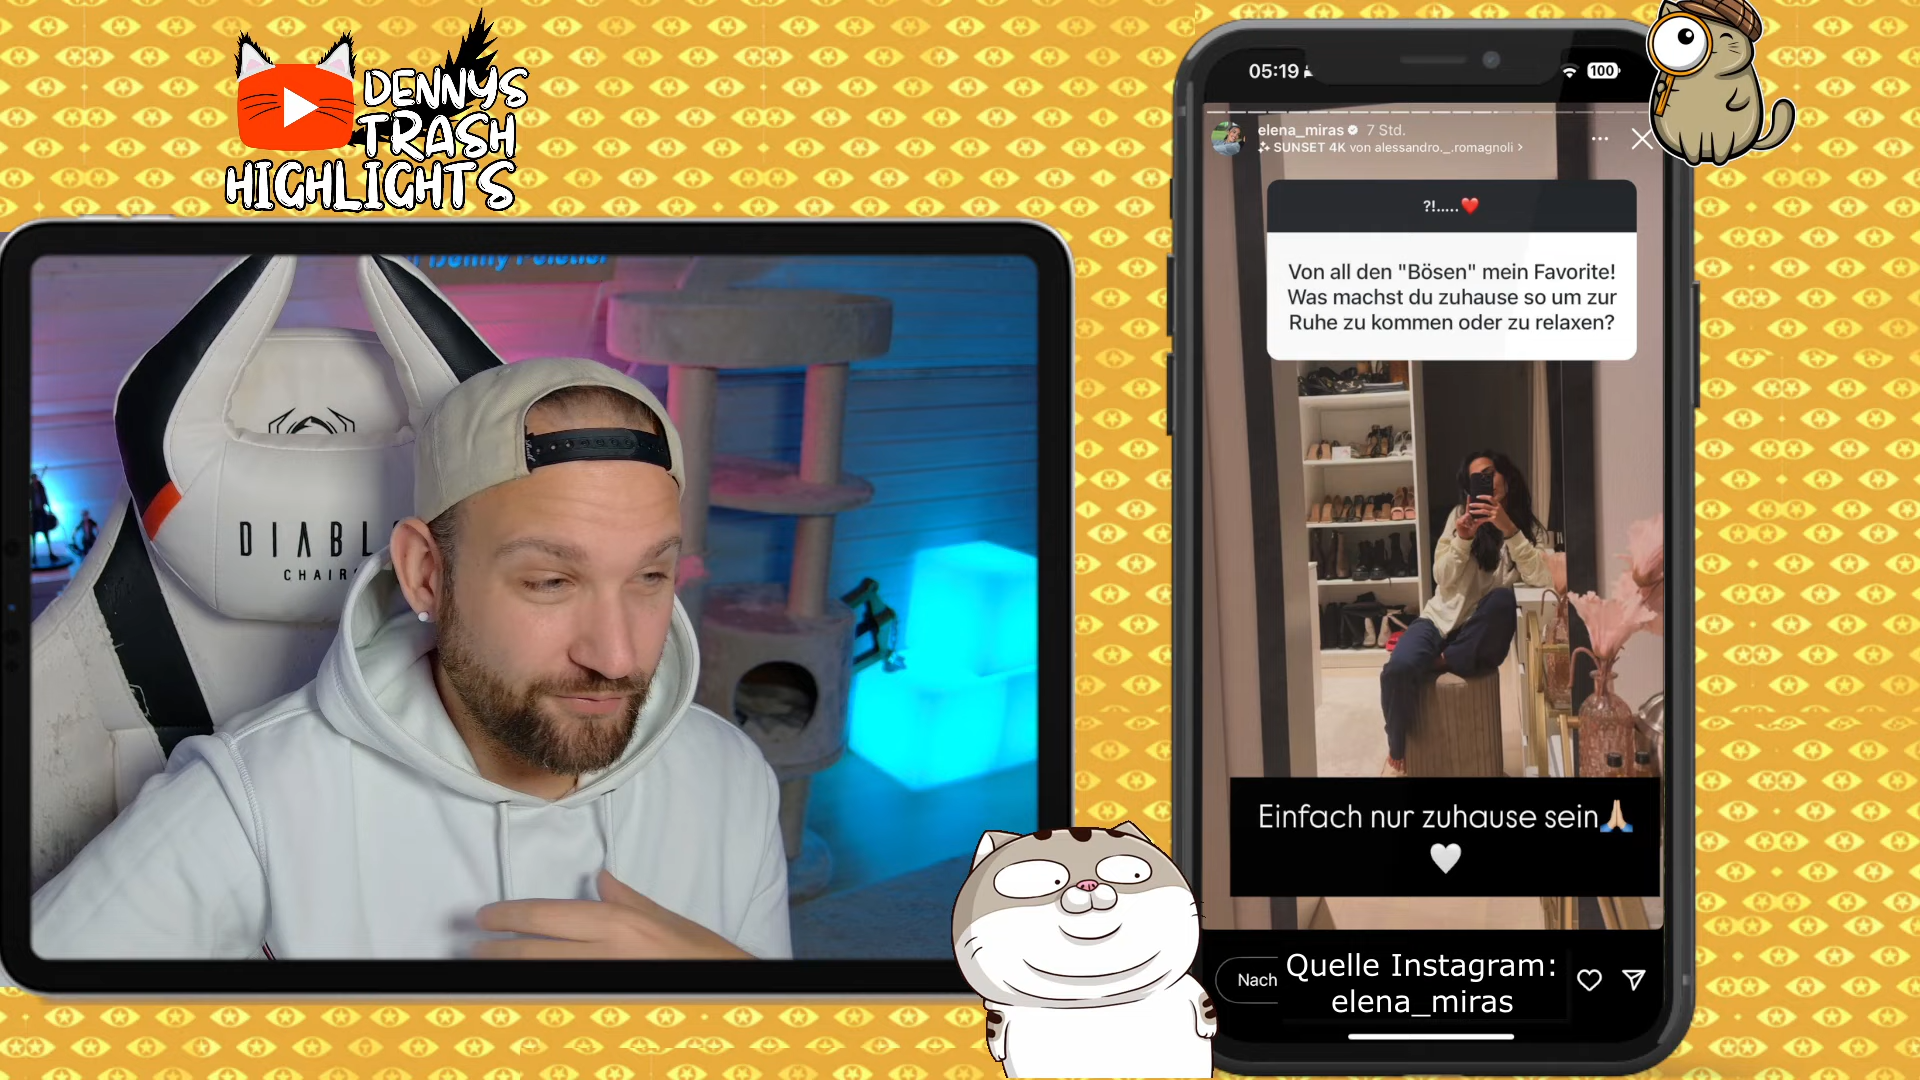 DENNYS
TRASH
HIGHLIGHTS
DIABL
CHAIR
05:19
100
elena_miras 7 Std.
SUNSET 4K von alessandro._.romagnoli >
?!.....❤️
Von all den "Bösen" mein Favorite!
Was machst du zuhause so um zur
Ruhe zu kommen oder zu relaxen?
Einfach nur zuhause sein🙏🏼
🤍
Nach
Quelle Instagram:
elena_miras